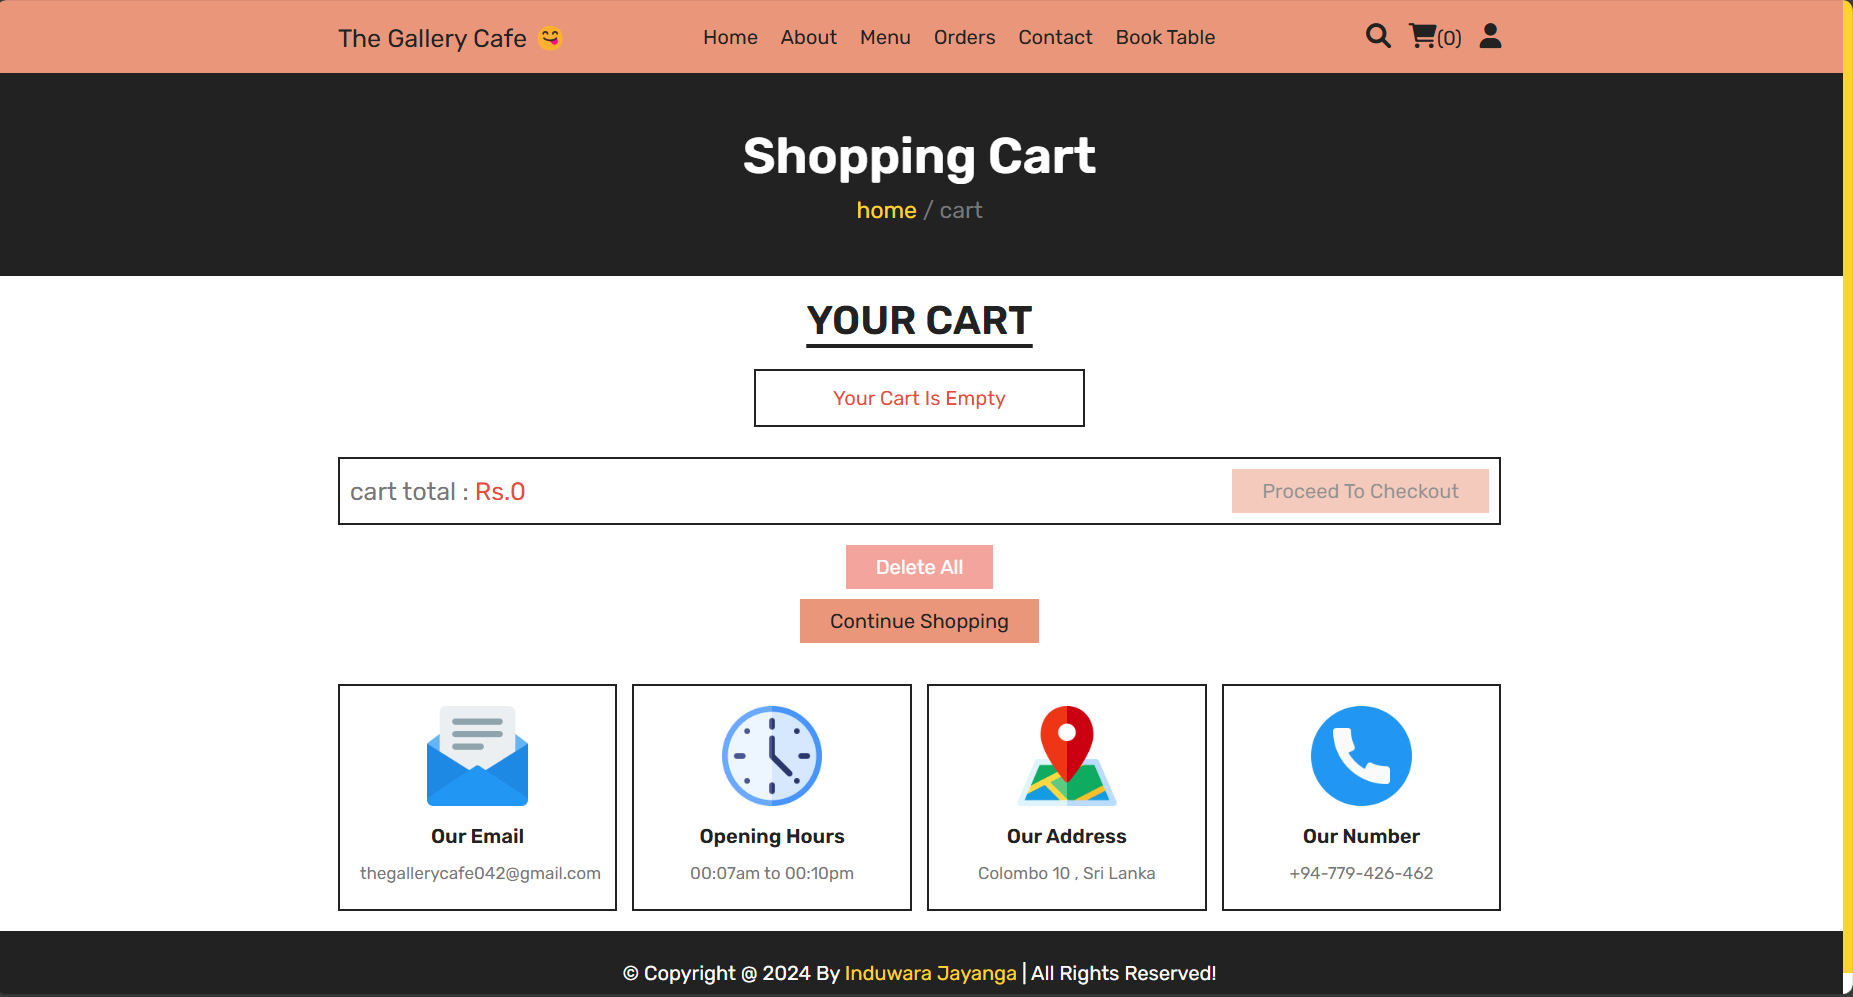 The Gallery Cafe 😋 Home About Menu Orders Contact Book Table (0)
Shopping Cart
home / cart
YOUR CART
Your Cart Is Empty
cart total : Rs.0 Proceed To Checkout
Delete All
Continue Shopping
Our Email
thegallerycafe042@gmail.com
Opening Hours
00:07am to 00:10pm
Our Address
Colombo 10 , Sri Lanka
Our Number
+94-779-426-462
© Copyright @ 2024 By Induwara Jayanga | All Rights Reserved!